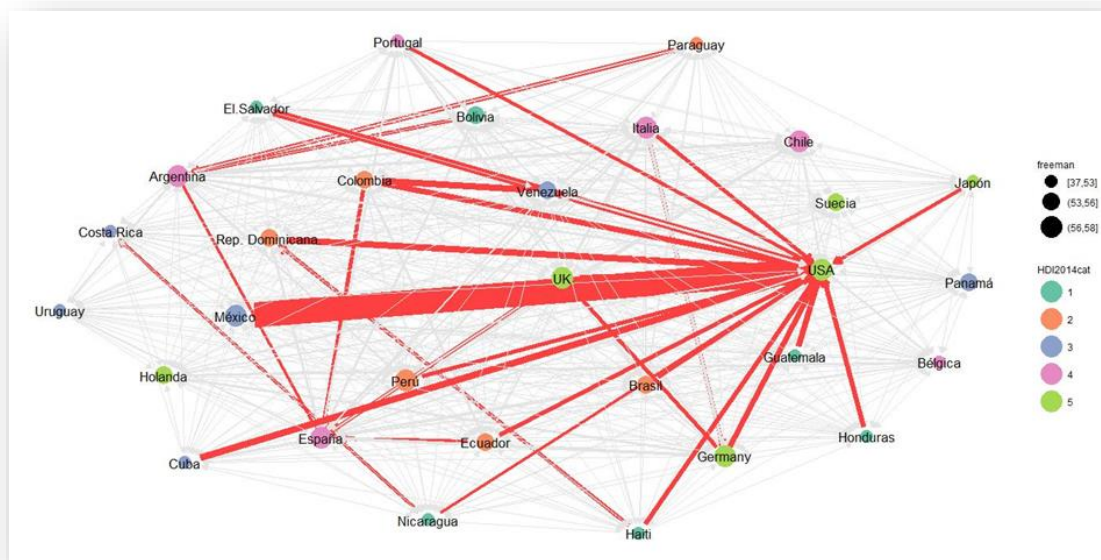 Portugal
Paraguay
El.Salvador
Bolivia
Italia
Chile
Argentina
Colombia
Venezuela
Suecia
Japón
Costa Rica
Rep. Dominicana
UK
USA
Panamá
Uruguay
México
Guatemala
Bélgica
Holanda
Perú
Brasil
España
Ecuador
Honduras
Cuba
Germany
Nicaragua
Haiti
freeman
[37,53]
(53,56]
(56,58]
HDI2014cat
1
2
3
4
5